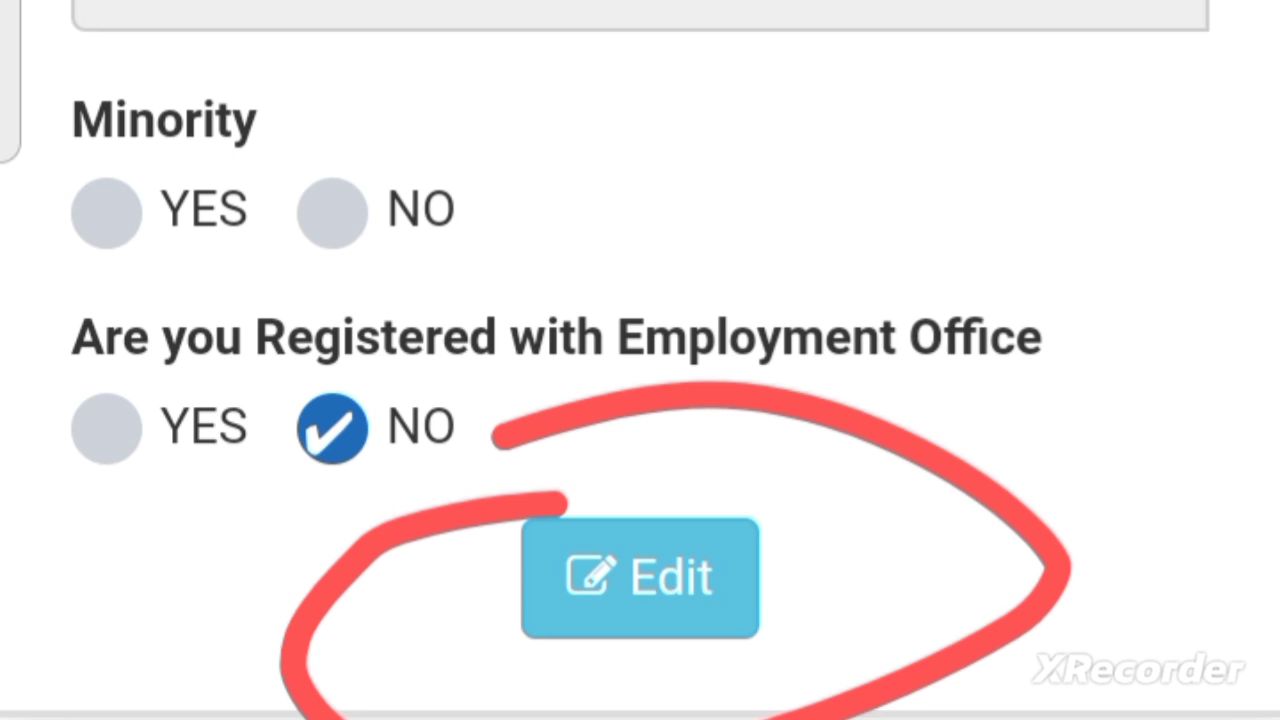 Minority
YES NO
Are you Registered with Employment Office
YES NO
Edit
XRecorder